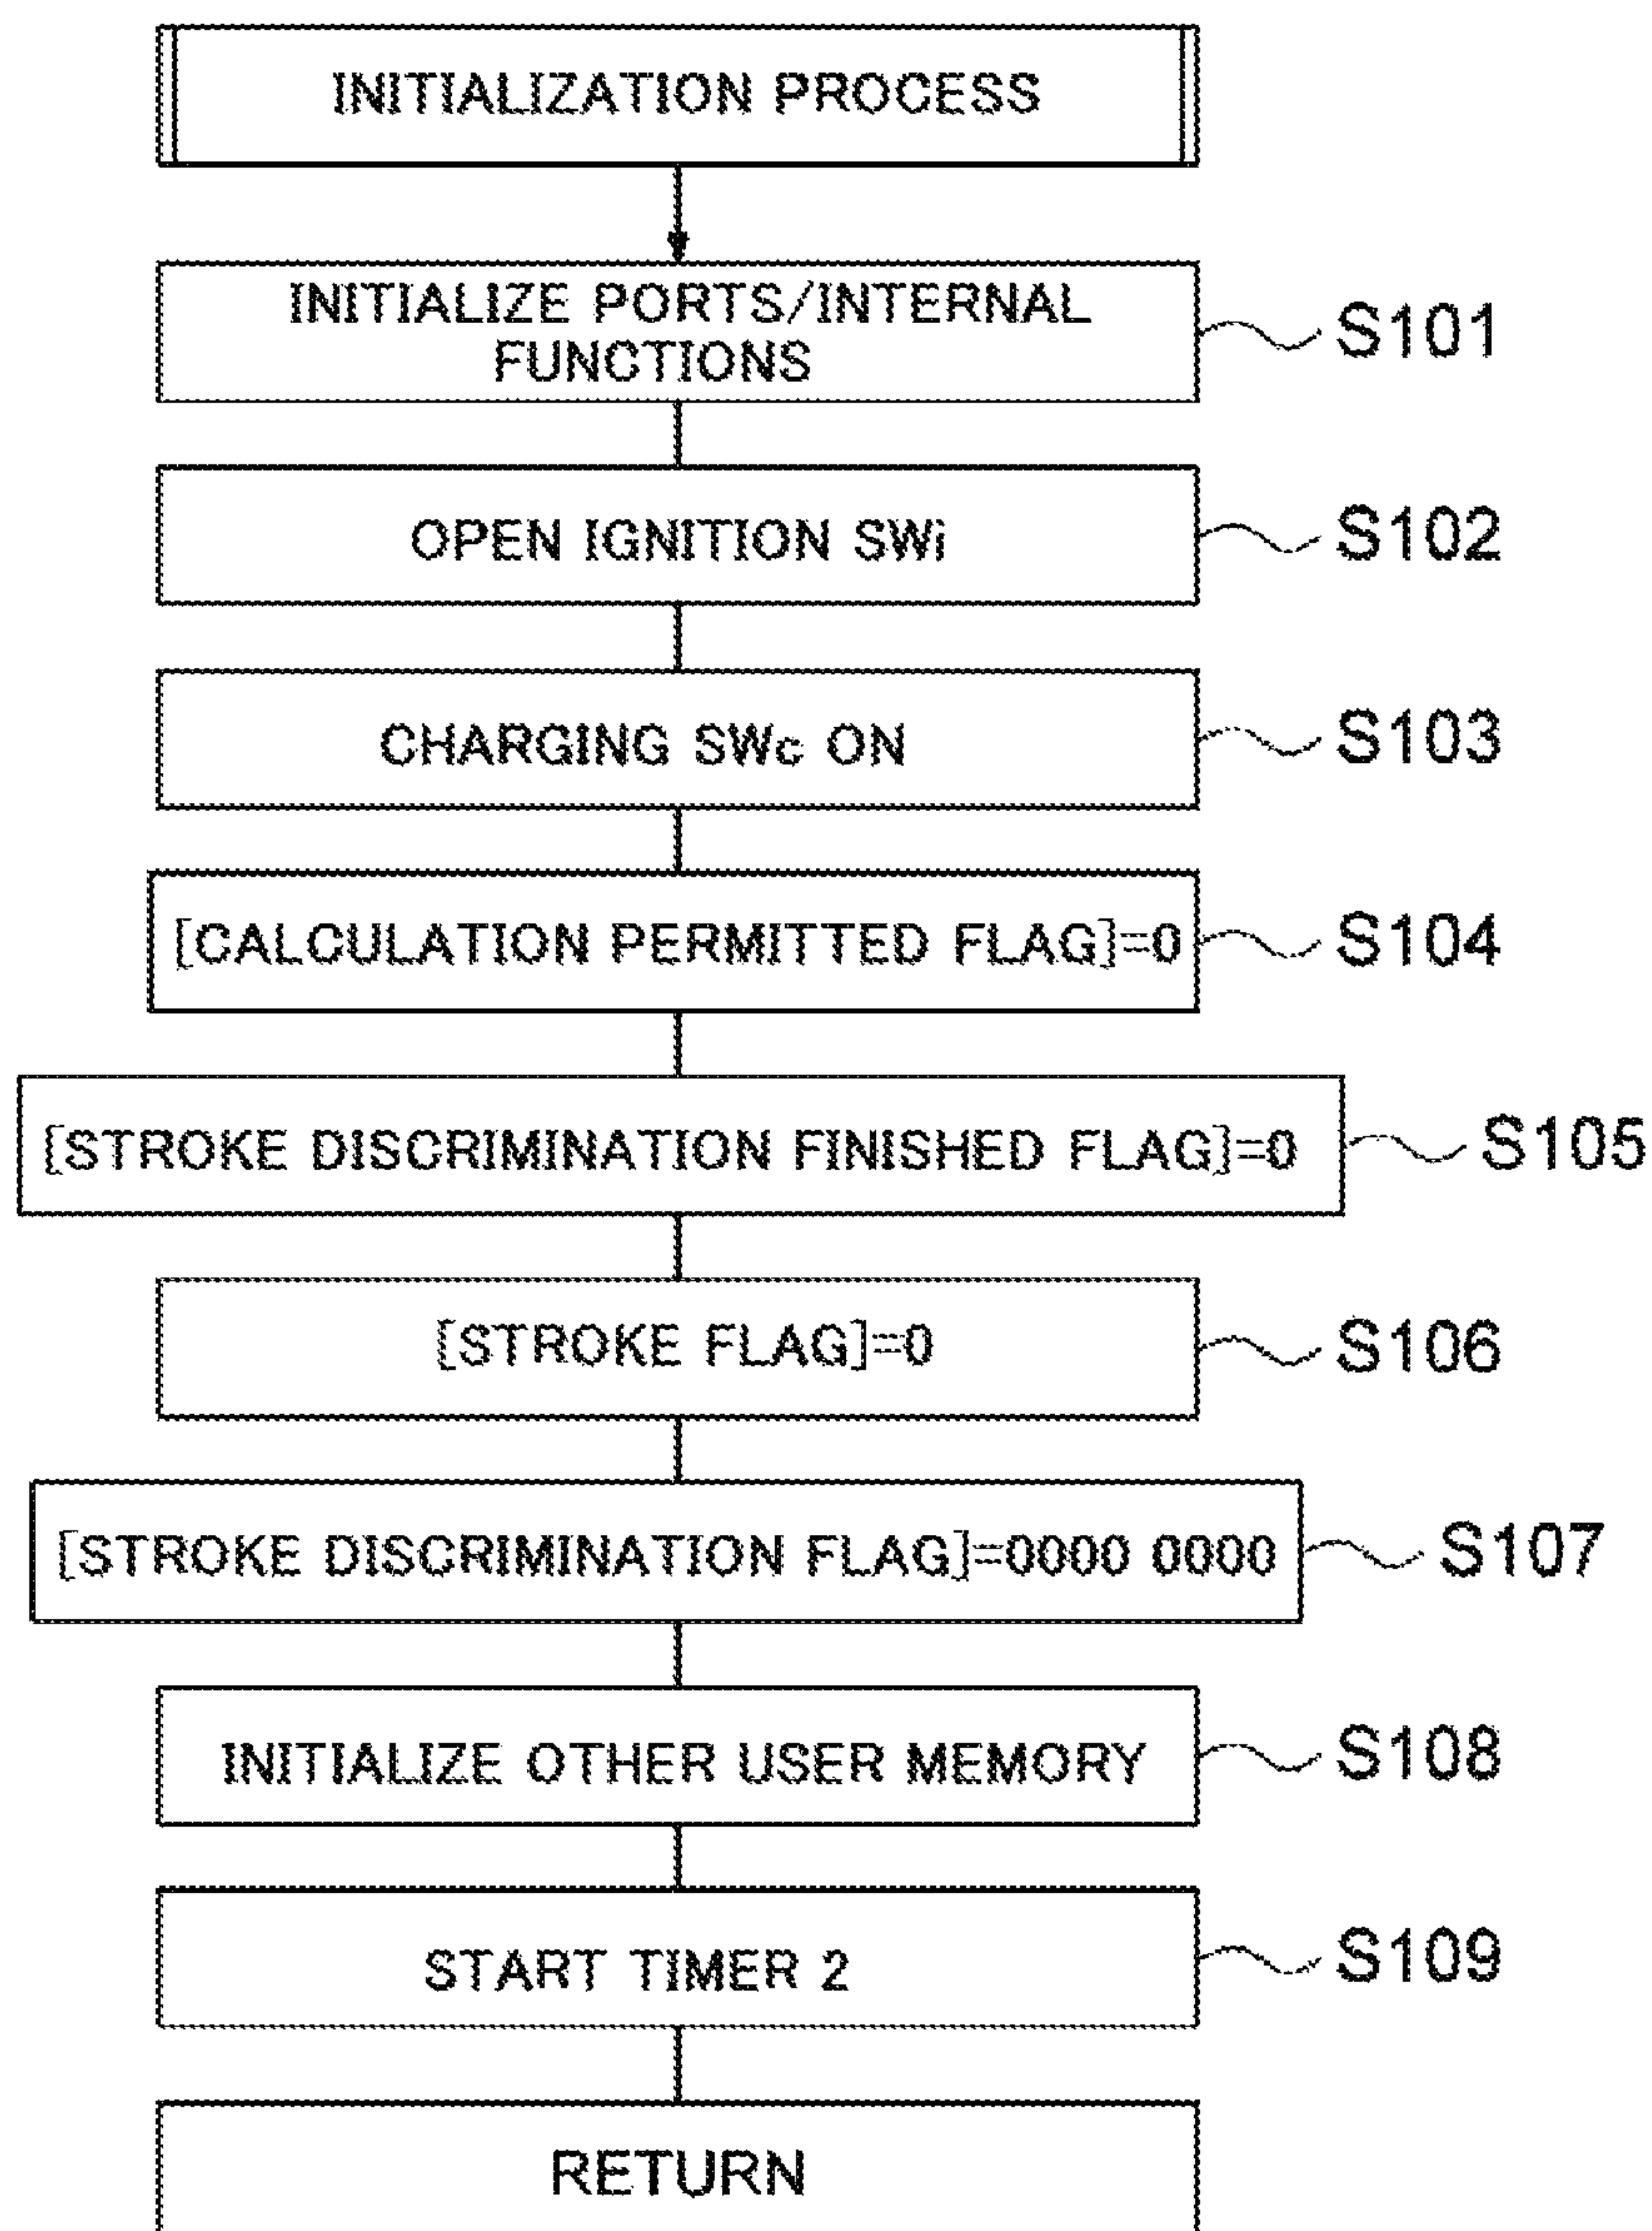 INITIALIZATION PROCESS
INITIALIZE PORTS/INTERNAL
FUNCTIONS
S101
OPEN IGNITION SWi
S102
CHARGING SWc ON
S103
[CALCULATION PERMITTED FLAG]=0
S104
[STROKE DISCRIMINATION FINISHED FLAG]=0
S105
[STROKE FLAG]=0
S106
[STROKE DISCRIMINATION FLAG]=0000 0000
S107
INITIALIZE OTHER USER MEMORY
S108
START TIMER 2
S109
RETURN